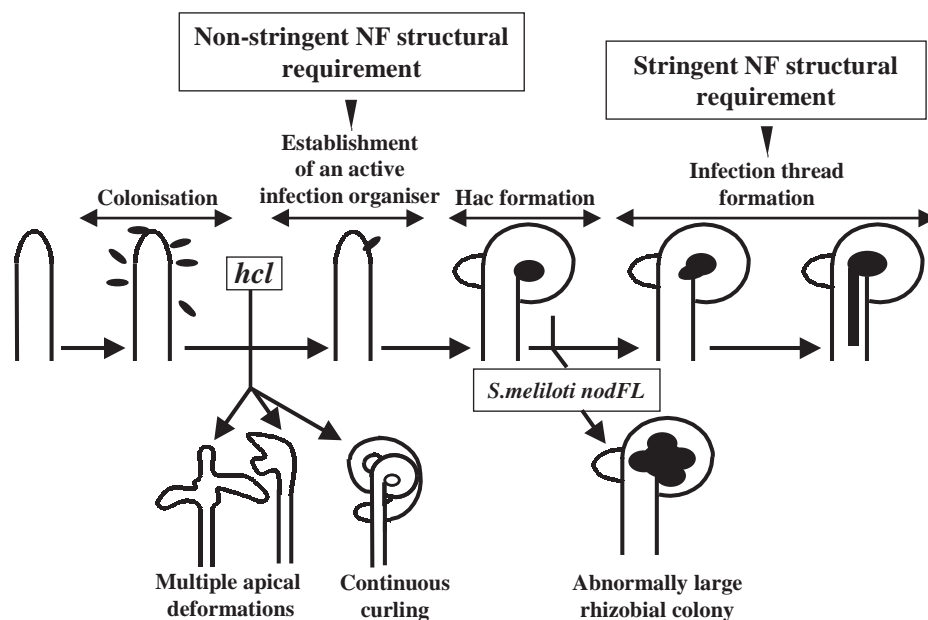 Non-stringent NF structural
requirement
Stringent NF structural
requirement
Establishment
of an active
infection organiser
Colonisation
Hac formation
Infection thread
formation
hcl
S.meliloti nodFL
Multiple apical
deformations
Continuous
curling
Abnormally large
rhizobial colony